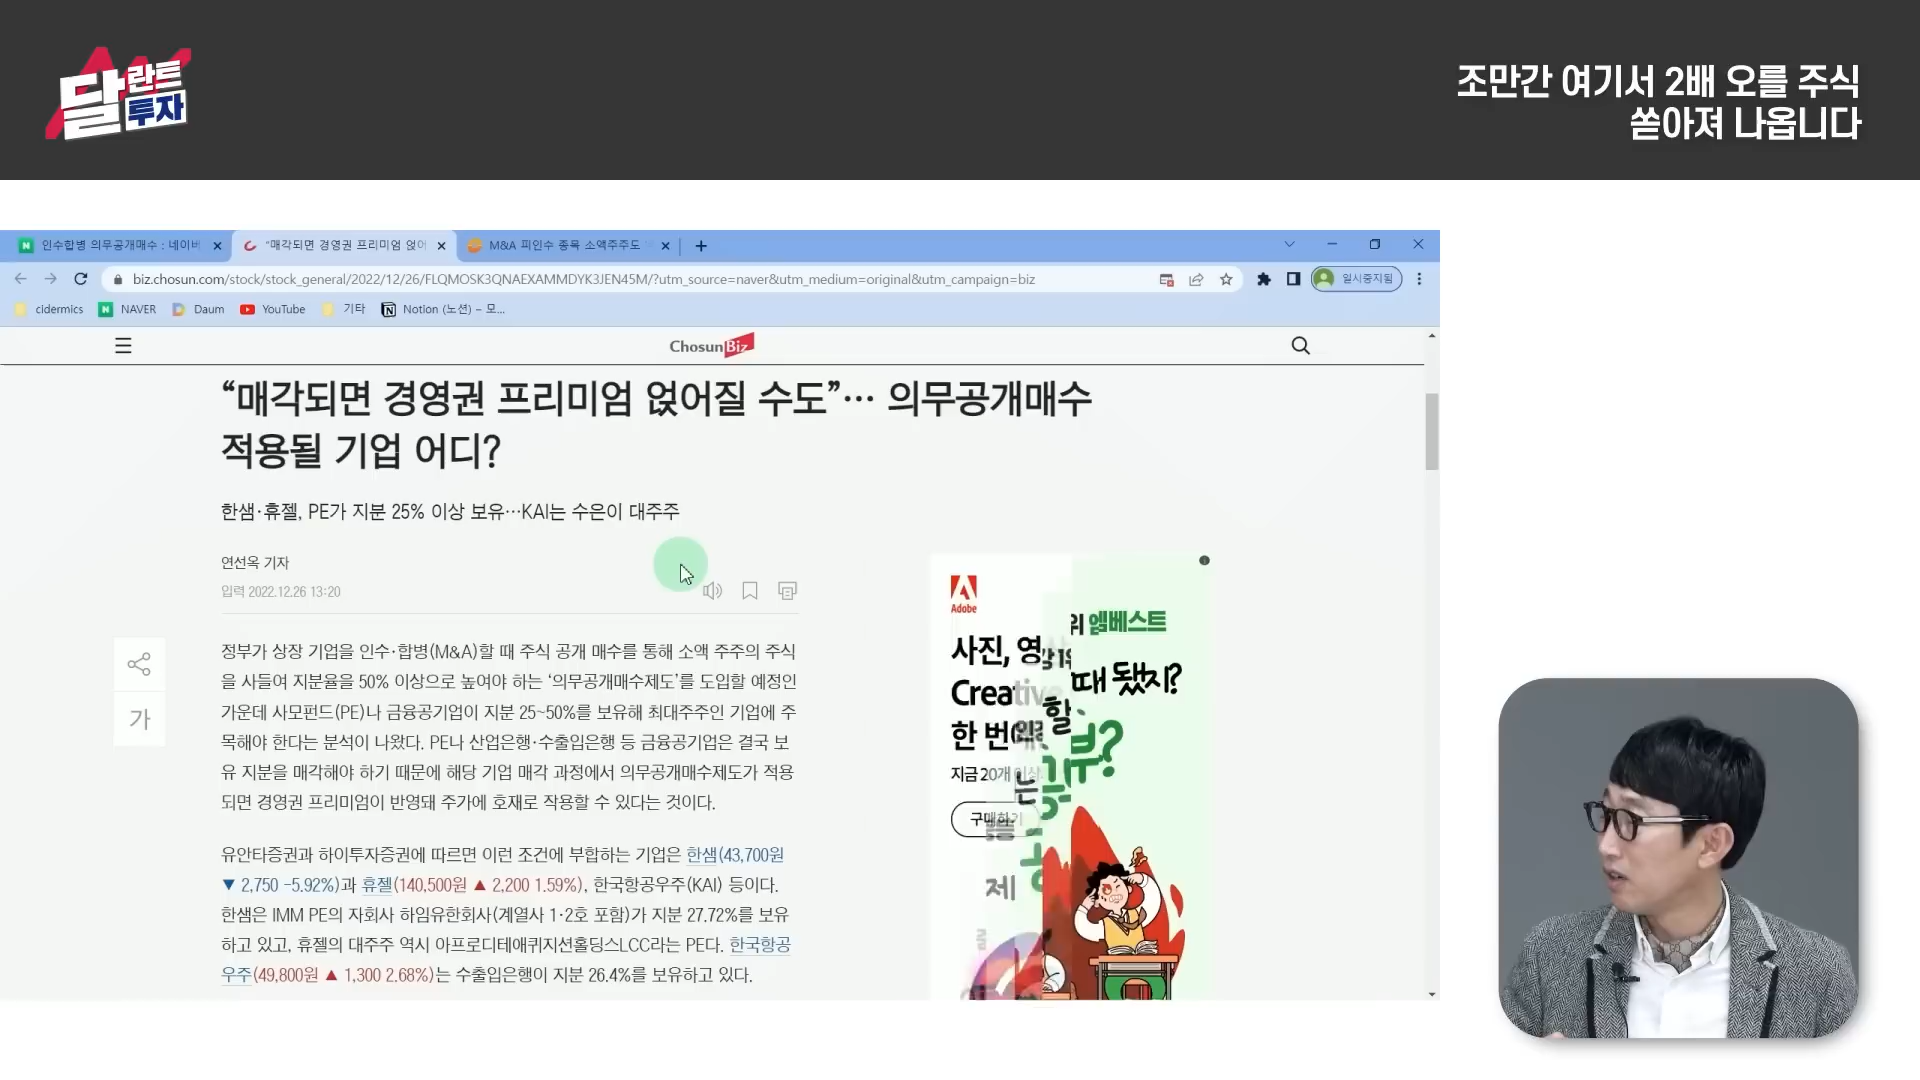 달란트
투자
조만간 여기서 2배 오를 주식
쏟아져 나옵니다
인수합병 의무공개매수 : 네이버
"매각되면 경영권 프리미엄 얹어
M&A 피인수 종목 소액주주도
biz.chosun.com/stock/stock_general/2022/12/26/FLQMOSK3QNAEXAMMDYK3JEN45M/?utm_source=naver&utm_medium=original&utm_campaign=biz
일시중지됨
cidermics NAVER Daum YouTube 기타 Notion (노션) – 모...
ChosunBiz
“매각되면 경영권 프리미엄 얹어질 수도”… 의무공개매수
적용될 기업 어디?
한샘·휴젤, PE가 지분 25% 이상 보유…KAI는 수은이 대주주
연선옥 기자
입력 2022.12.26 13:20
가
정부가 상장 기업을 인수·합병(M&A)할 때 주식 공개 매수를 통해 소액 주주의 주식
을 사들여 지분율을 50% 이상으로 높여야 하는 ‘의무공개매수제도’를 도입할 예정인
가운데 사모펀드(PE)나 금융공기업이 지분 25~50%를 보유해 최대주주인 기업에 주
목해야 한다는 분석이 나왔다. PE나 산업은행·수출입은행 등 금융공기업은 결국 보
유 지분을 매각해야 하기 때문에 해당 기업 매각 과정에서 의무공개매수제도가 적용
되면 경영권 프리미엄이 반영돼 주가에 호재로 작용할 수 있다는 것이다.
유안타증권과 하이투자증권에 따르면 이런 조건에 부합하는 기업은 한샘(43,700원
▼ 2,750 -5.92%)과 휴젤(140,500원 ▲ 2,200 1.59%), 한국항공우주(KAI) 등이다.
한샘은 IMM PE의 자회사 하임유한회사(계열사 1·2호 포함)가 지분 27.72%를 보유
하고 있고, 휴젤의 대주주 역시 아프로디테애퀴지션홀딩스LCC라는 PE다. 한국항공
우주(49,800원 ▲ 1,300 2.68%)는 수출입은행이 지분 26.4%를 보유하고 있다.
Adobe
사진, 영
Creative
한 번에
지금 20개 이상
구매하기
위 엠베스트
때 됐지?
할
부?
는
를
제